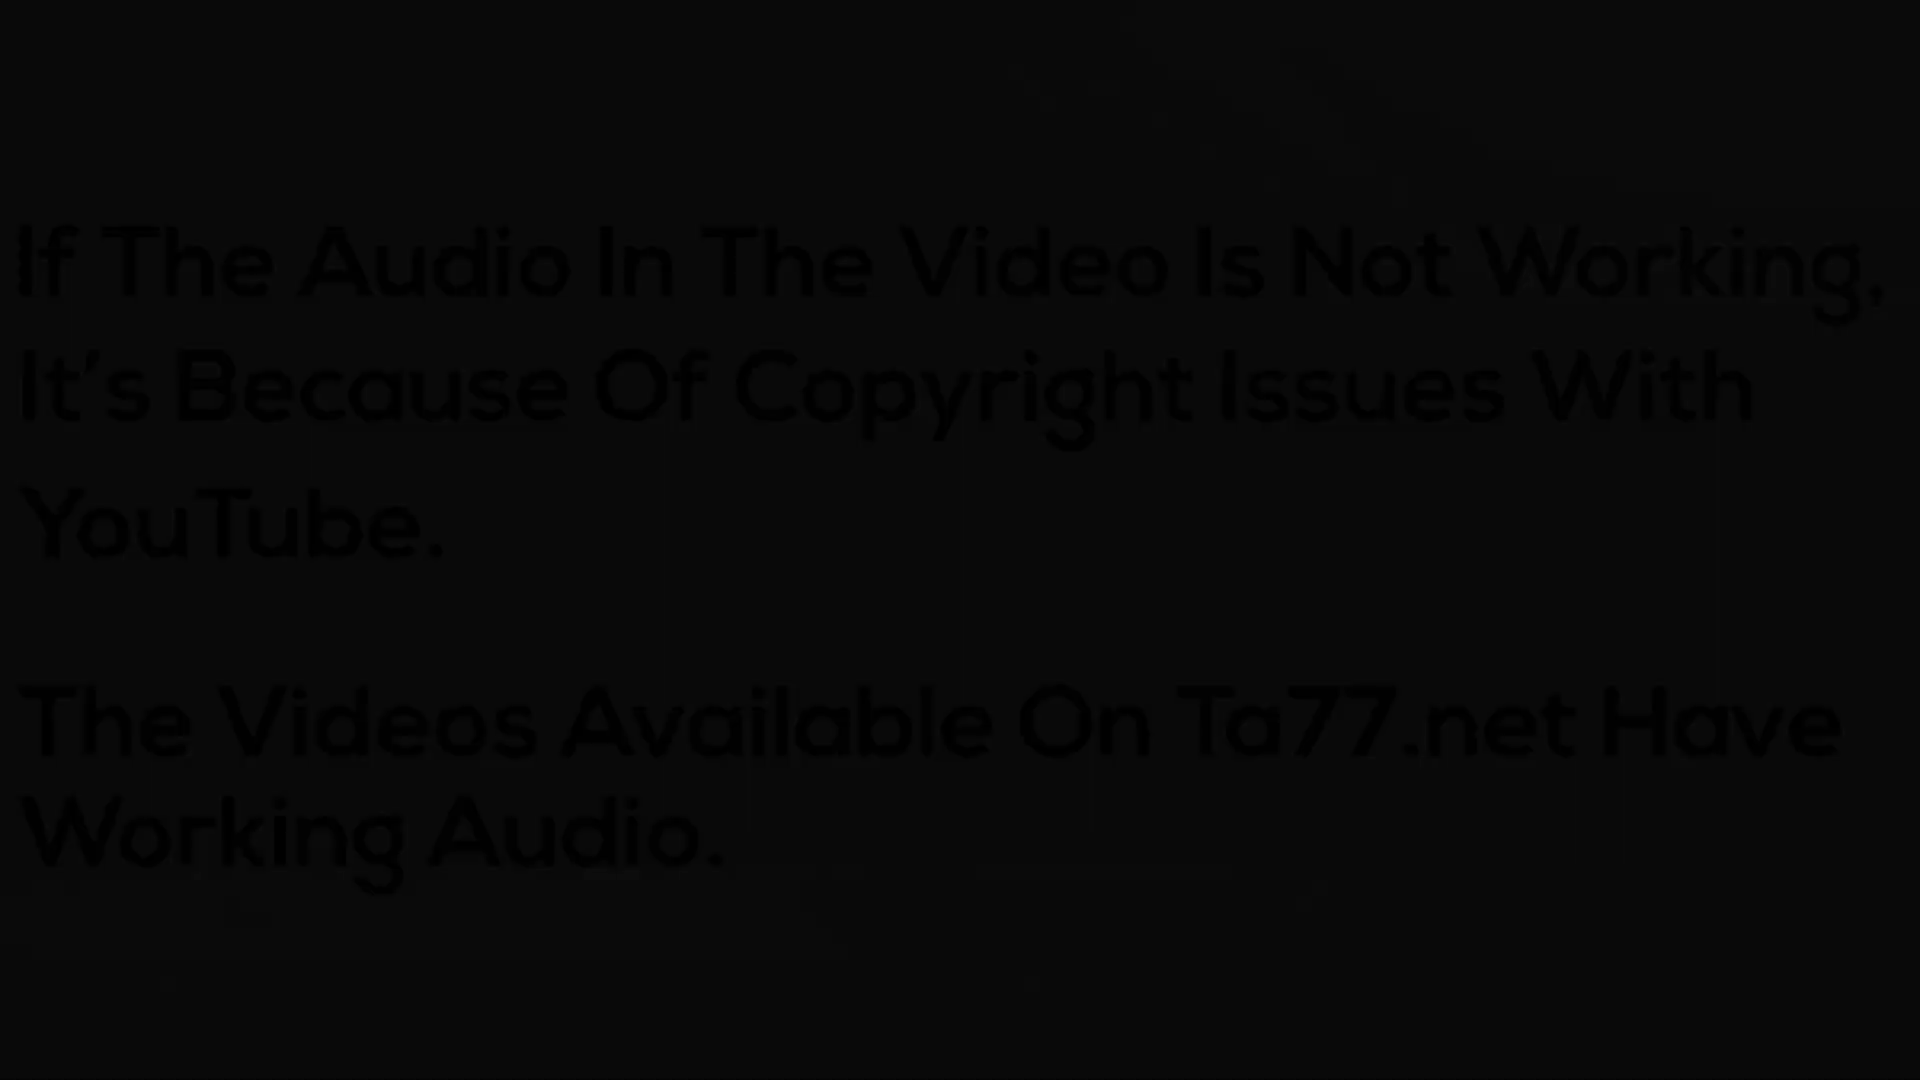 If The Audio In The Video Is Not Working,
It's Because Of Copyright Issues With
YouTube.
The Videos Available On Ta77.net Have
Working Audio.